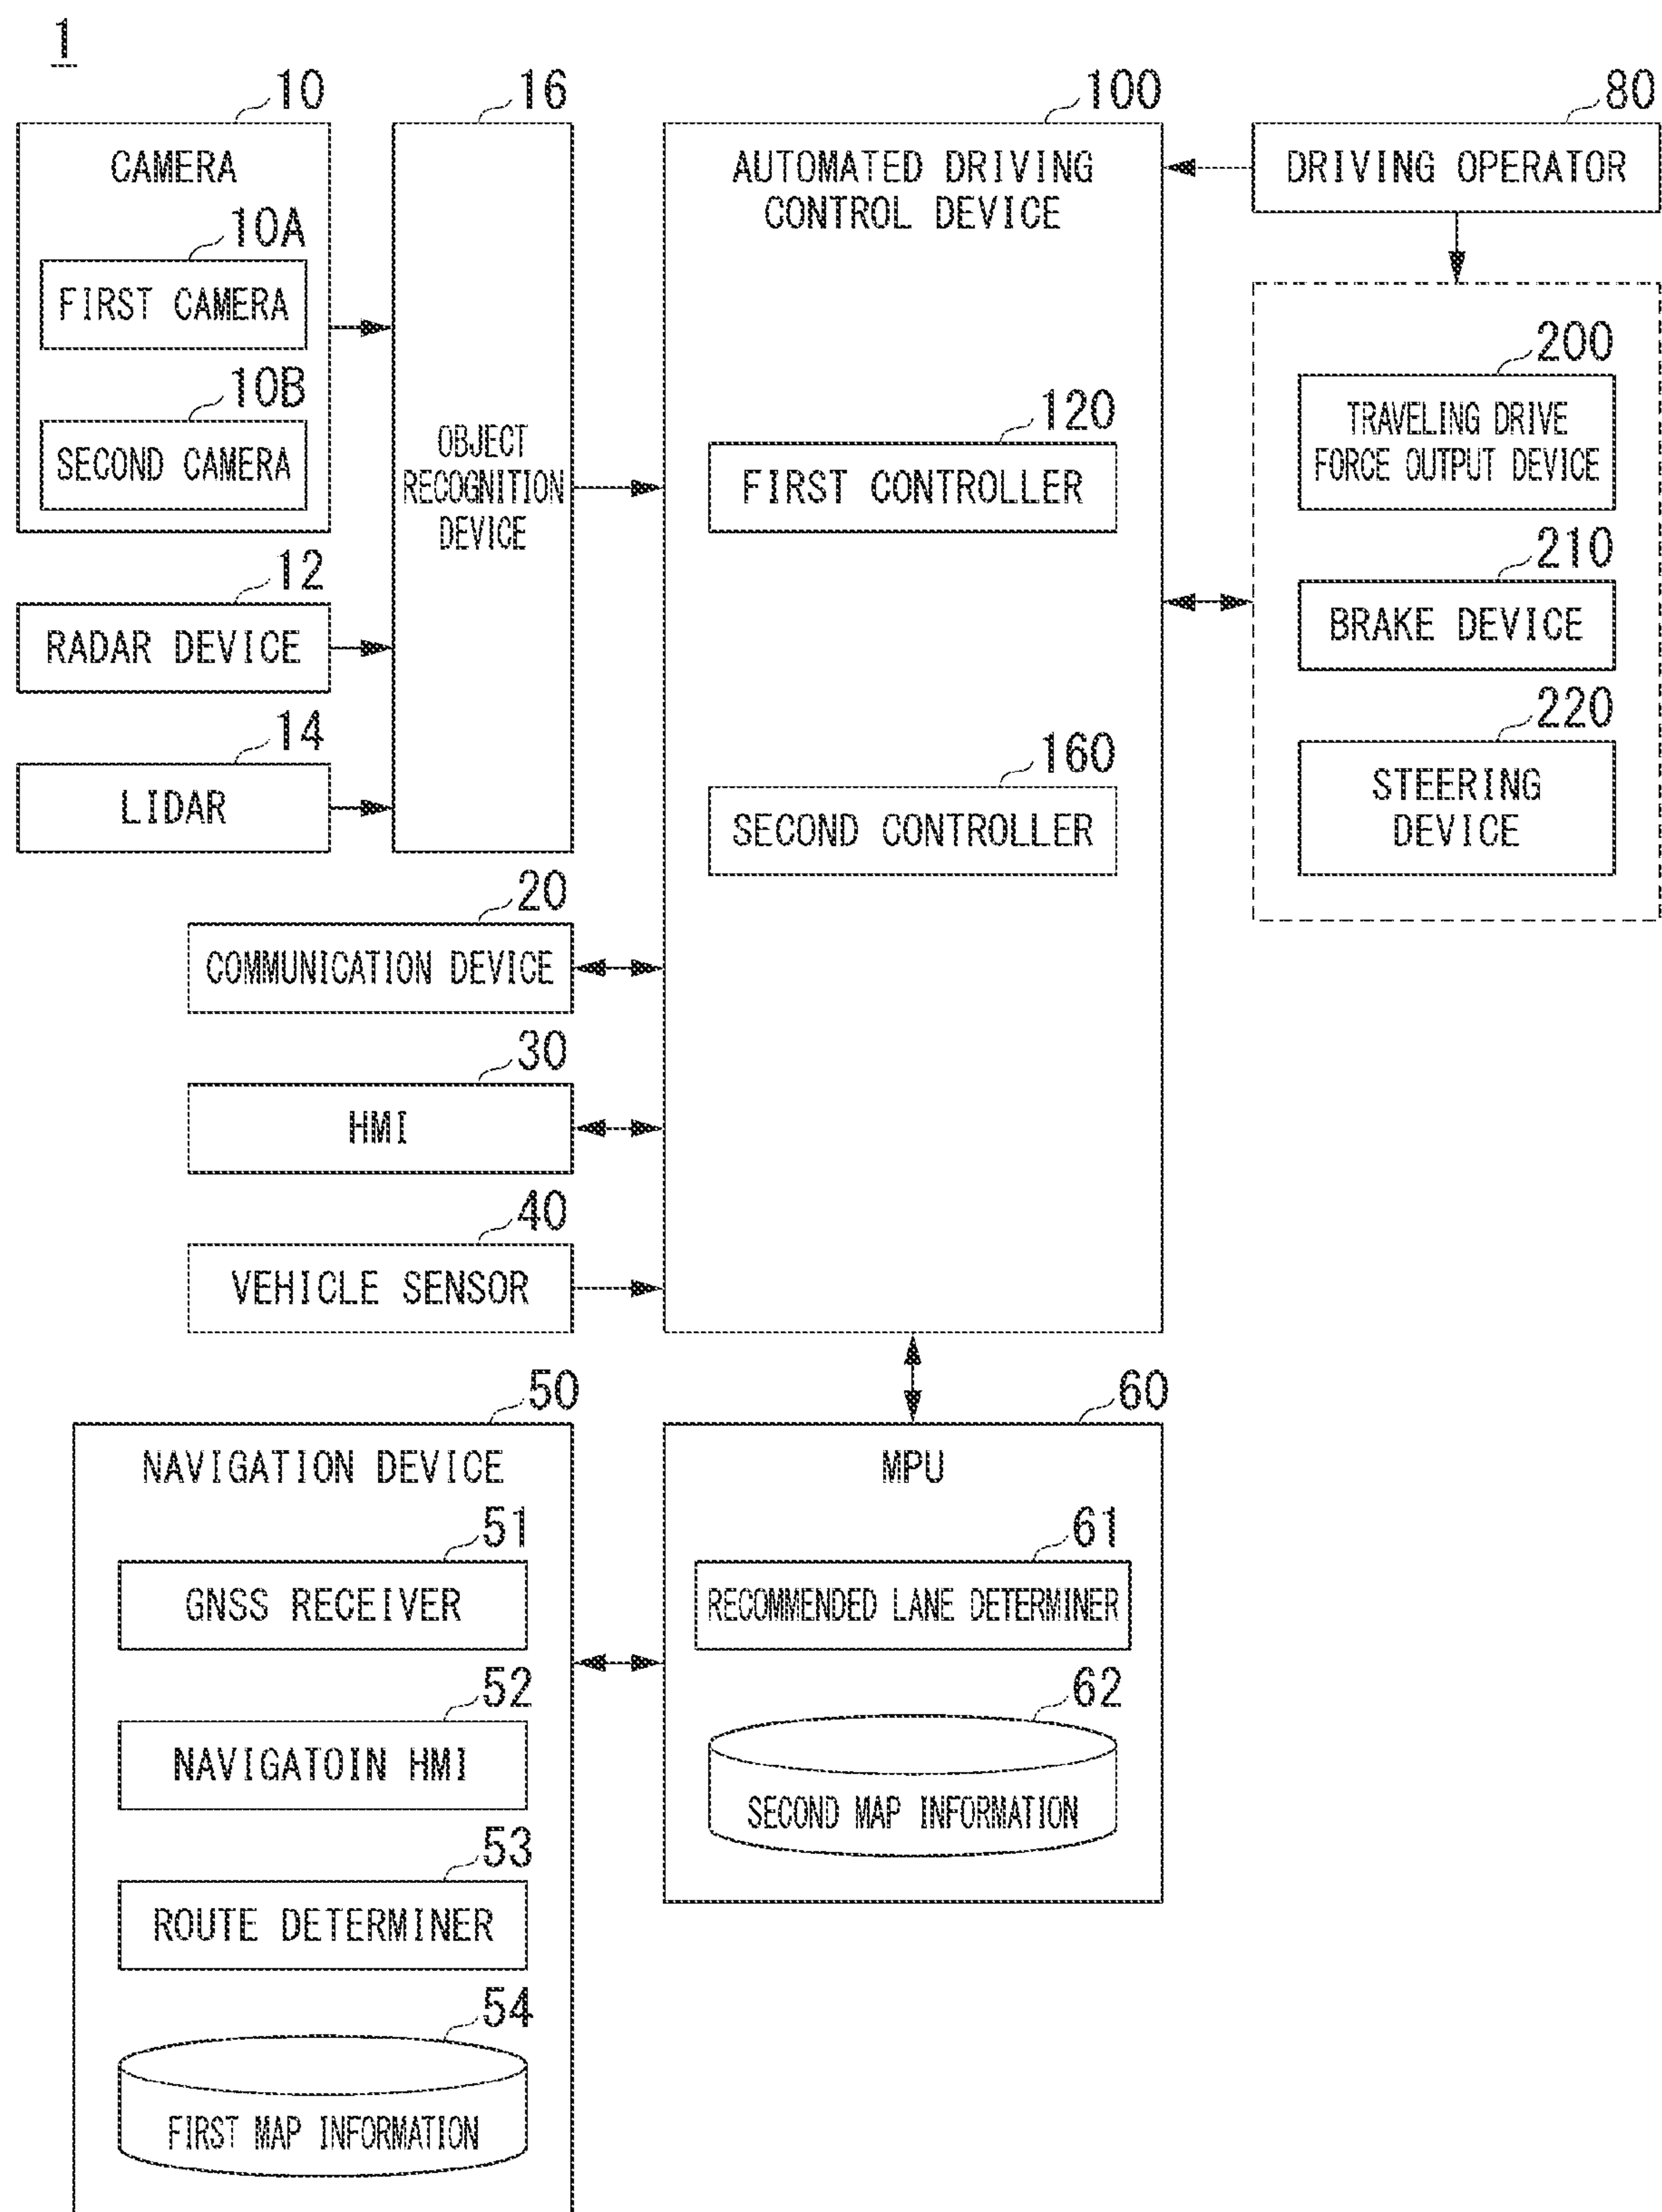 1
10
CAMERA
10A
FIRST CAMERA
10B
SECOND CAMERA
12
RADAR DEVICE
14
LIDAR
16
OBJECT
RECOGNITION
DEVICE
100
AUTOMATED DRIVING
CONTROL DEVICE
120
FIRST CONTROLLER
160
SECOND CONTROLLER
80
DRIVING OPERATOR
200
TRAVELING DRIVE
FORCE OUTPUT DEVICE
210
BRAKE DEVICE
220
STEERING
DEVICE
20
COMMUNICATION DEVICE
30
HMI
40
VEHICLE SENSOR
50
NAVIGATION DEVICE
51
GNSS RECEIVER
52
NAVIGATOIN HMI
53
ROUTE DETERMINER
54
FIRST MAP INFORMATION
60
MPU
61
RECOMMENDED LANE DETERMINER
62
SECOND MAP INFORMATION